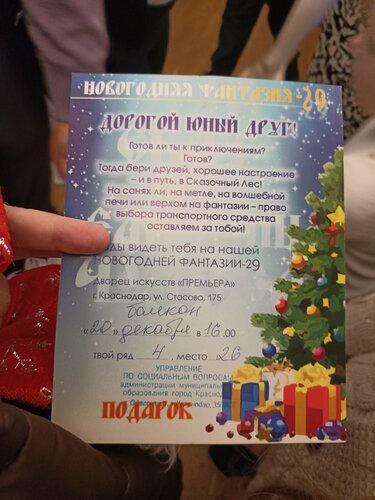 НОВОГОДНЯЯ ФАНТАЗИЯ-29
ДОРОГОЙ ЮНЫЙ ДРУГ!
Готов ли ты к приключениям?
Готов?
Тогда бери друзей, хорошее настроение
– и в путь, в Сказочный Лес!
На санях ли, на метле, на волшебной
печи или верхом на фантазии – право
выбора транспортного средства
оставляем за тобой!
видеть тебя на нашей
НОВОГОДНЕЙ ФАНТАЗИИ-29
Дворец искусств «ПРЕМЬЕРА»
г.Краснодар, ул. Стасова, 175
балкон
«20» декабря в 16.00
твой ряд 4, место 26
УПРАВЛЕНИЕ
ПО СОЦИАЛЬНЫМ ВОПРОСАМ
администрации муниципаль
образования город Краснод
ПОДАРОК